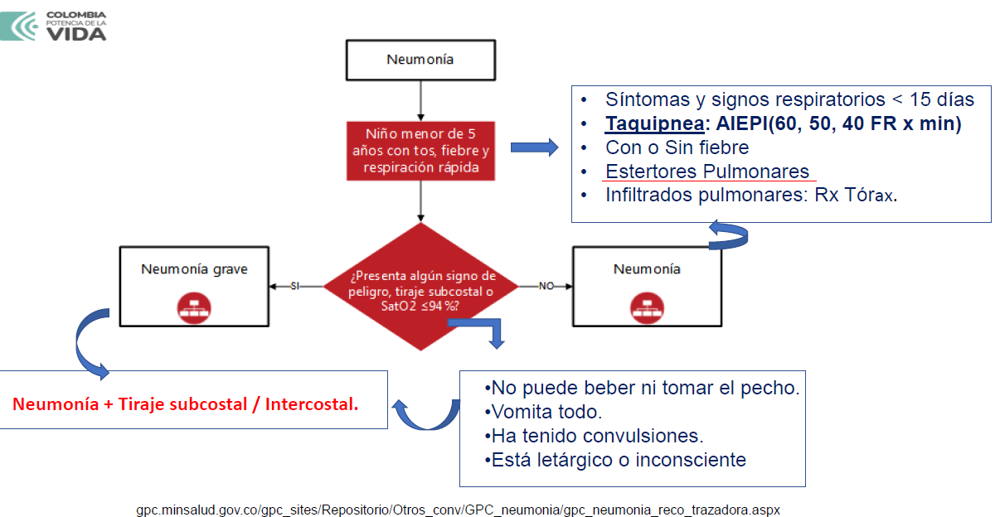 COLOMBIA
POTENCIA DE LA
VIDA
Neumonía
Niño menor de 5
años con tos, fiebre y
respiración rápida
• Síntomas y signos respiratorios < 15 días
• Taquipnea: AIEPI(60, 50, 40 FR x min)
• Con o Sin fiebre
• Estertores Pulmonares
• Infiltrados pulmonares: Rx Tórax.
Neumonía grave
SI
¿Presenta algún signo de
peligro, tiraje subcostal o
SatO2 ≤94%?
NO
Neumonía
Neumonía + Tiraje subcostal / Intercostal.
•No puede beber ni tomar el pecho.
•Vomita todo.
•Ha tenido convulsiones.
•Está letárgico o inconsciente
gpc.minsalud.gov.co/gpc_sites/Repositorio/Otros_conv/GPC_neumonia/gpc_neumonia_reco_trazadora.aspx